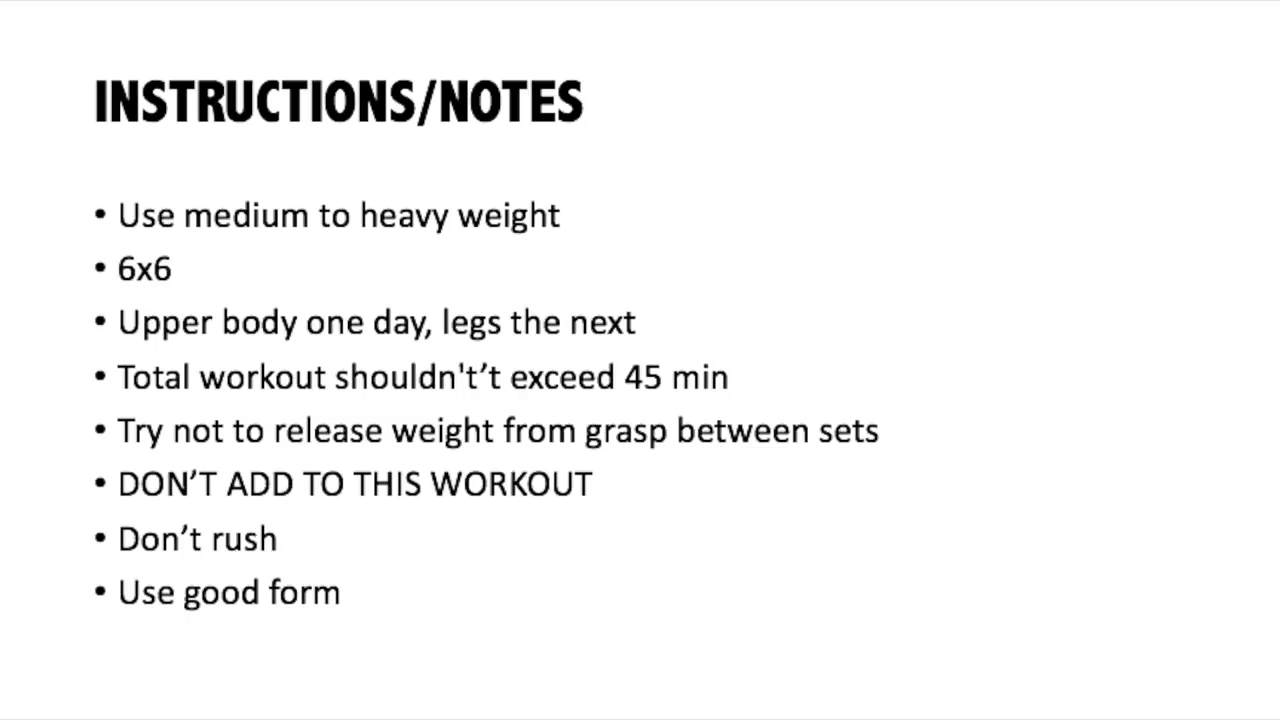 INSTRUCTIONS/NOTES
• Use medium to heavy weight
• 6x6
• Upper body one day, legs the next
• Total workout shouldn't’t exceed 45 min
• Try not to release weight from grasp between sets
• DON’T ADD TO THIS WORKOUT
• Don’t rush
• Use good form